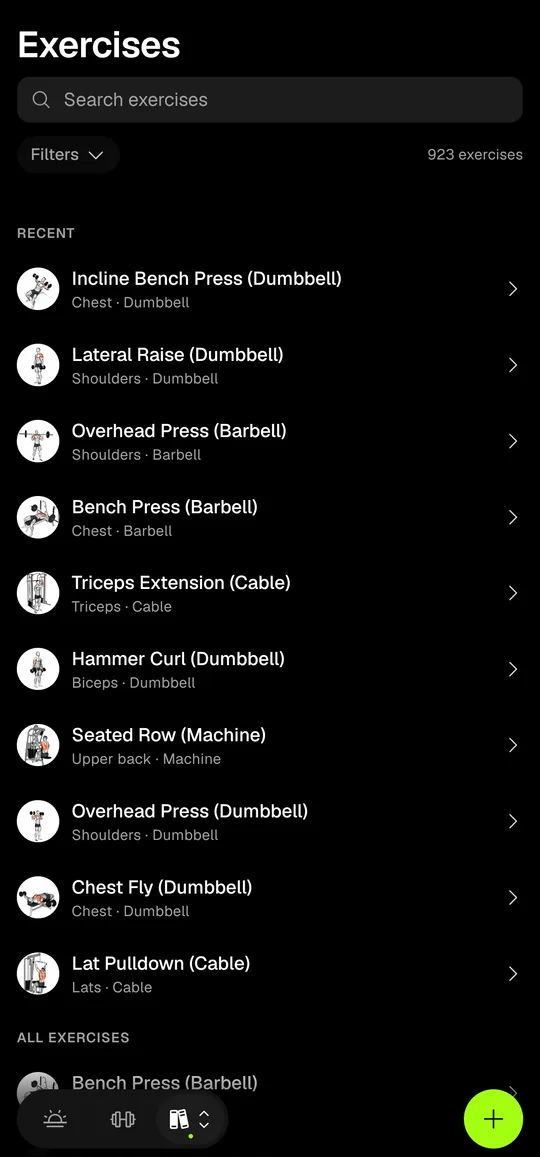 Exercises
Search exercises
Filters
923 exercises
RECENT
Incline Bench Press (Dumbbell)
Chest · Dumbbell
Lateral Raise (Dumbbell)
Shoulders · Dumbbell
Overhead Press (Barbell)
Shoulders · Barbell
Bench Press (Barbell)
Chest · Barbell
Triceps Extension (Cable)
Triceps · Cable
Hammer Curl (Dumbbell)
Biceps · Dumbbell
Seated Row (Machine)
Upper back · Machine
Overhead Press (Dumbbell)
Shoulders · Dumbbell
Chest Fly (Dumbbell)
Chest · Dumbbell
Lat Pulldown (Cable)
Lats · Cable
ALL EXERCISES
Bench Press (Barbell)